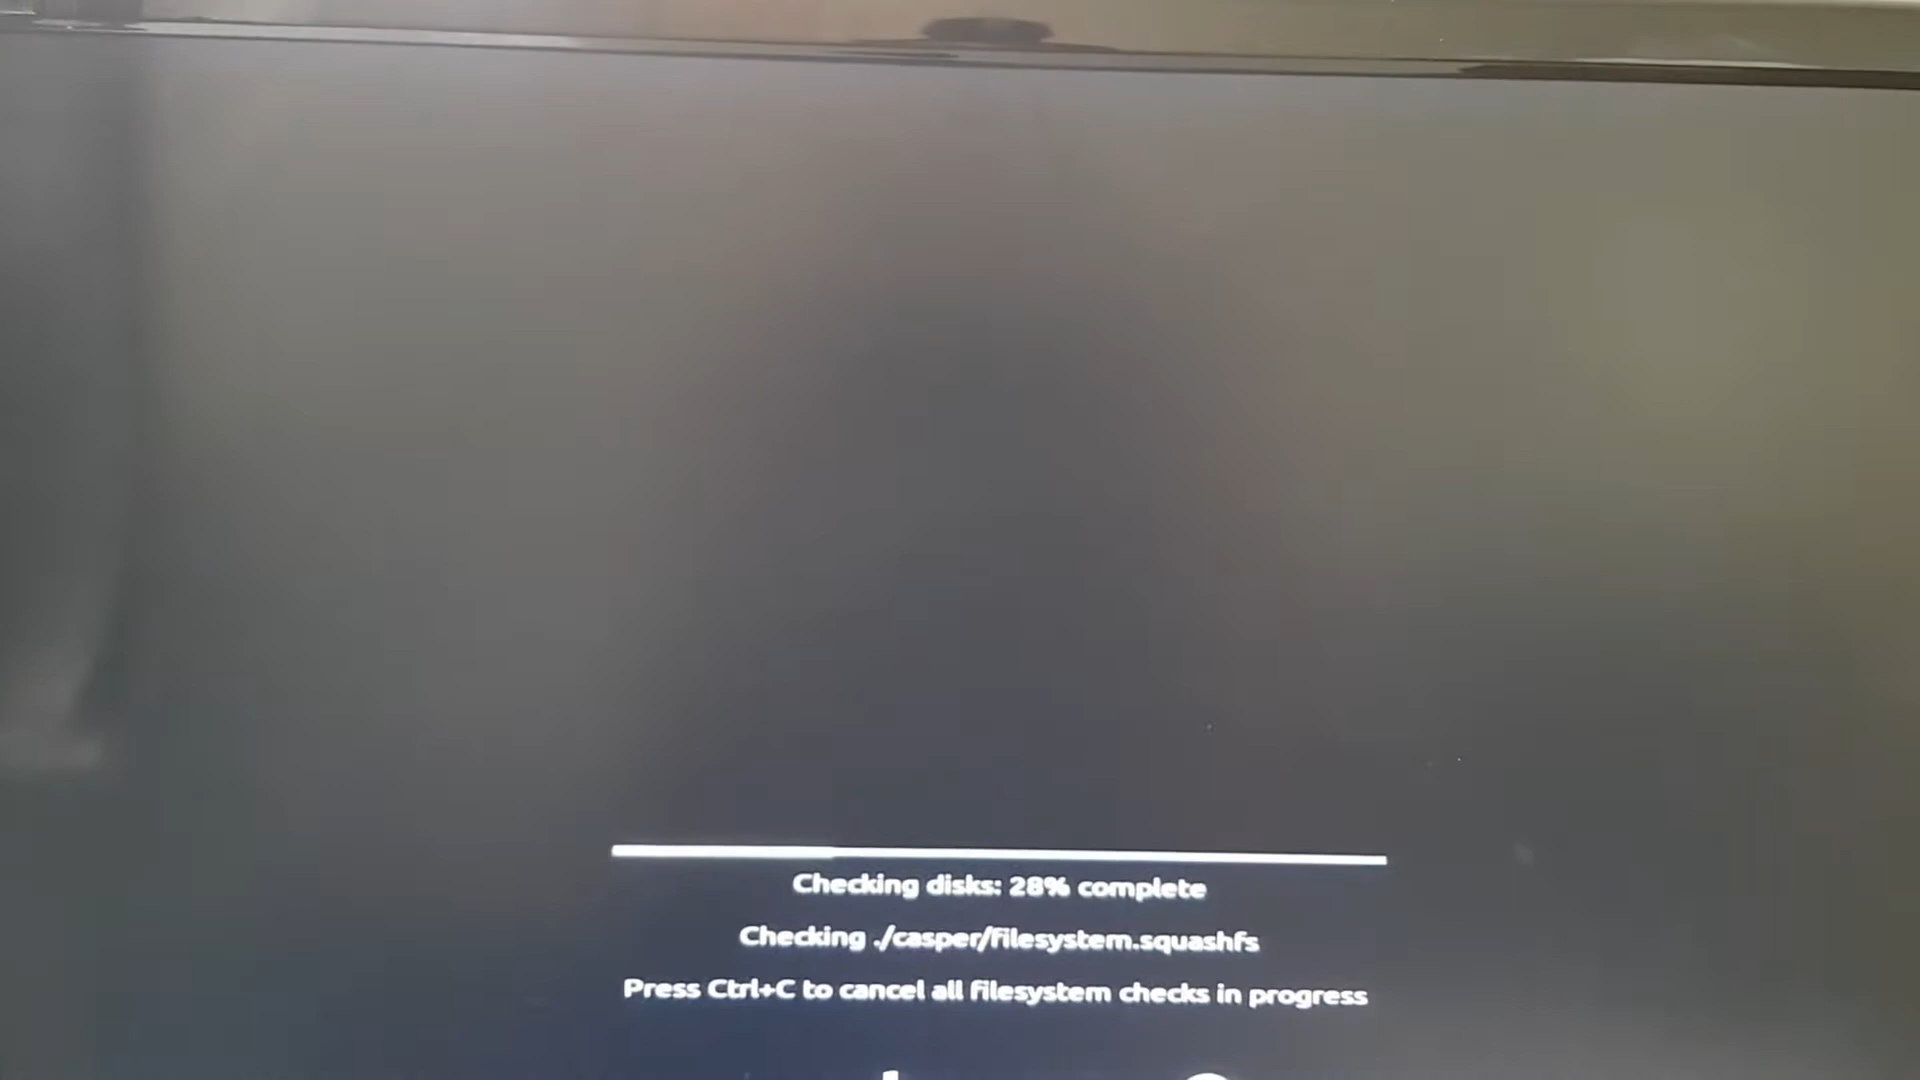 Checking disks: 28% complete
Checking ./casper/filesystem.squashfs
Press Ctrl+C to cancel all filesystem checks in progress